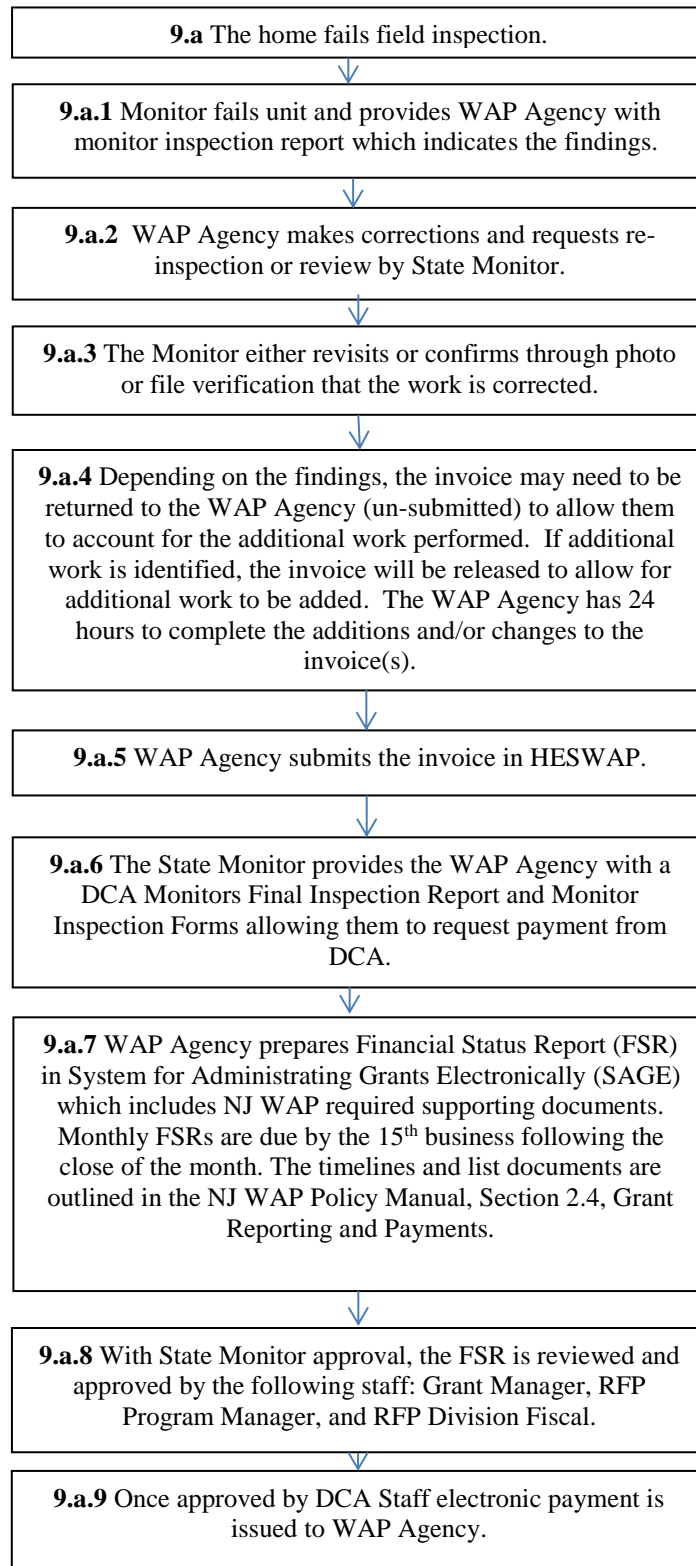 9.a The home fails field inspection.
9.a.1 Monitor fails unit and provides WAP Agency with
monitor inspection report which indicates the findings.
9.a.2 WAP Agency makes corrections and requests re-
inspection or review by State Monitor.
9.a.3 The Monitor either revisits or confirms through photo
or file verification that the work is corrected.
9.a.4 Depending on the findings, the invoice may need to be
returned to the WAP Agency (un-submitted) to allow them
to account for the additional work performed. If additional
work is identified, the invoice will be released to allow for
additional work to be added. The WAP Agency has 24
hours to complete the additions and/or changes to the
invoice(s).
9.a.5 WAP Agency submits the invoice in HESWAP.
9.a.6 The State Monitor provides the WAP Agency with a
DCA Monitors Final Inspection Report and Monitor
Inspection Forms allowing them to request payment from
DCA.
9.a.7 WAP Agency prepares Financial Status Report (FSR)
in System for Administrating Grants Electronically (SAGE)
which includes NJ WAP required supporting documents.
Monthly FSRs are due by the 15th business following the
close of the month. The timelines and list documents are
outlined in the NJ WAP Policy Manual, Section 2.4, Grant
Reporting and Payments.
9.a.8 With State Monitor approval, the FSR is reviewed and
approved by the following staff: Grant Manager, RFP
Program Manager, and RFP Division Fiscal.
9.a.9 Once approved by DCA Staff electronic payment is
issued to WAP Agency.